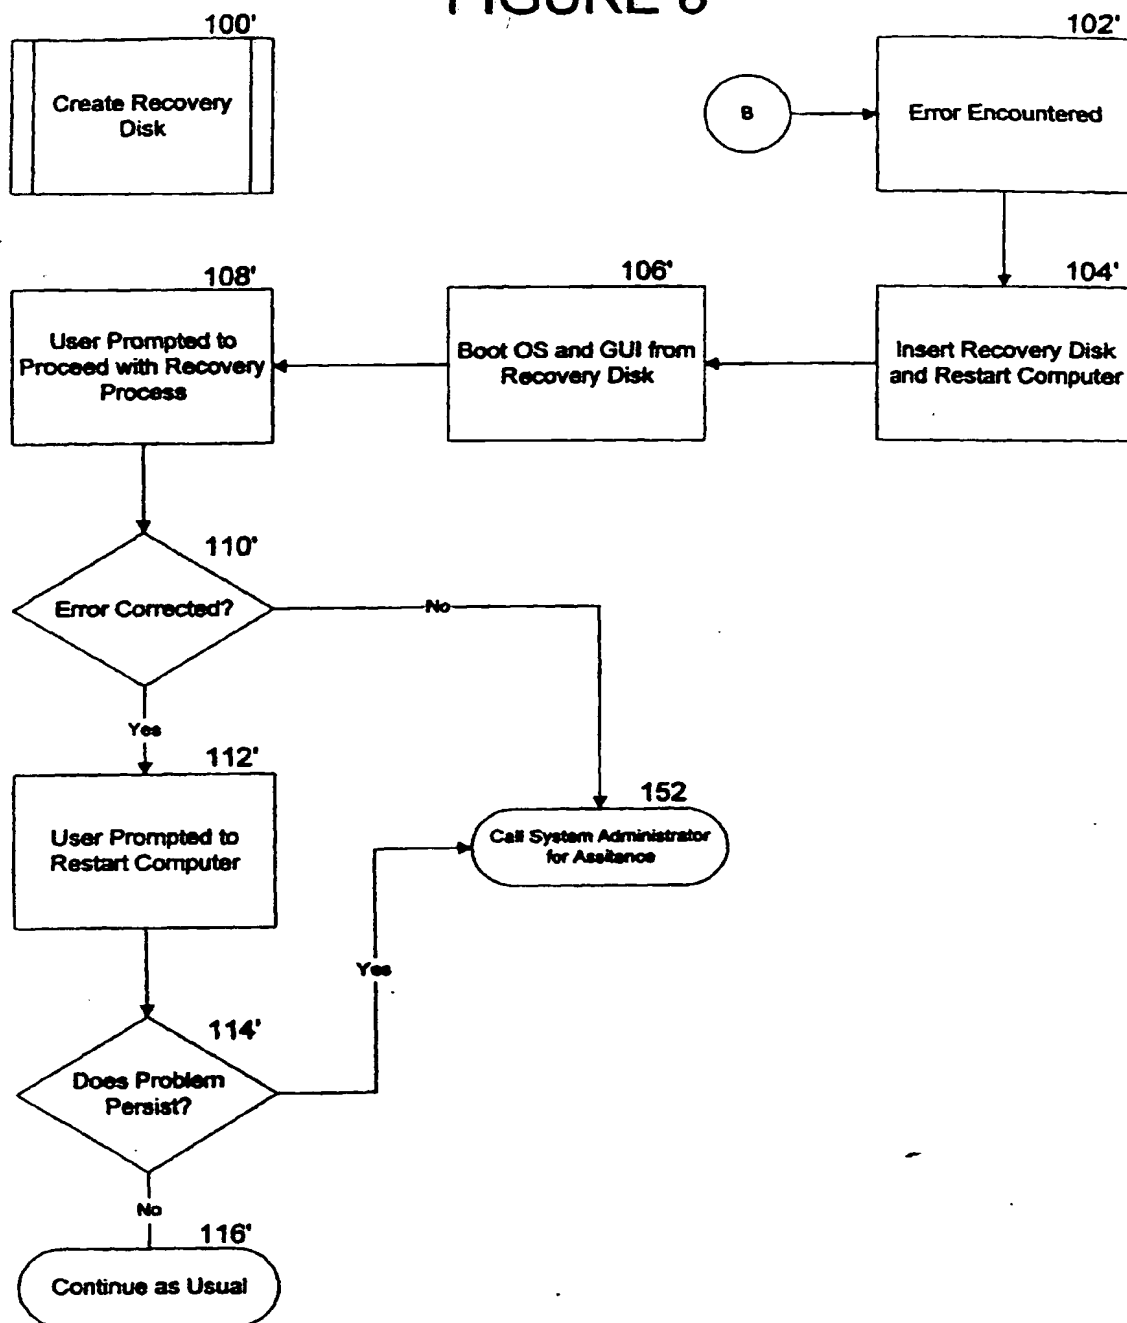 FIGURE
100'
Create Recovery
Disk
B
102'
Error Encountered
108'
User Prompted to
Proceed with Recovery
Process
106'
Boot OS and GUI from
Recovery Disk
104'
Insert Recovery Disk
and Restart Computer
110'
Error Corrected?
No
Yes
112'
User Prompted to
Restart Computer
152
Call System Administrator
for Assitance
Yes
114'
Does Problem
Persist?
No
116'
Continue as Usual